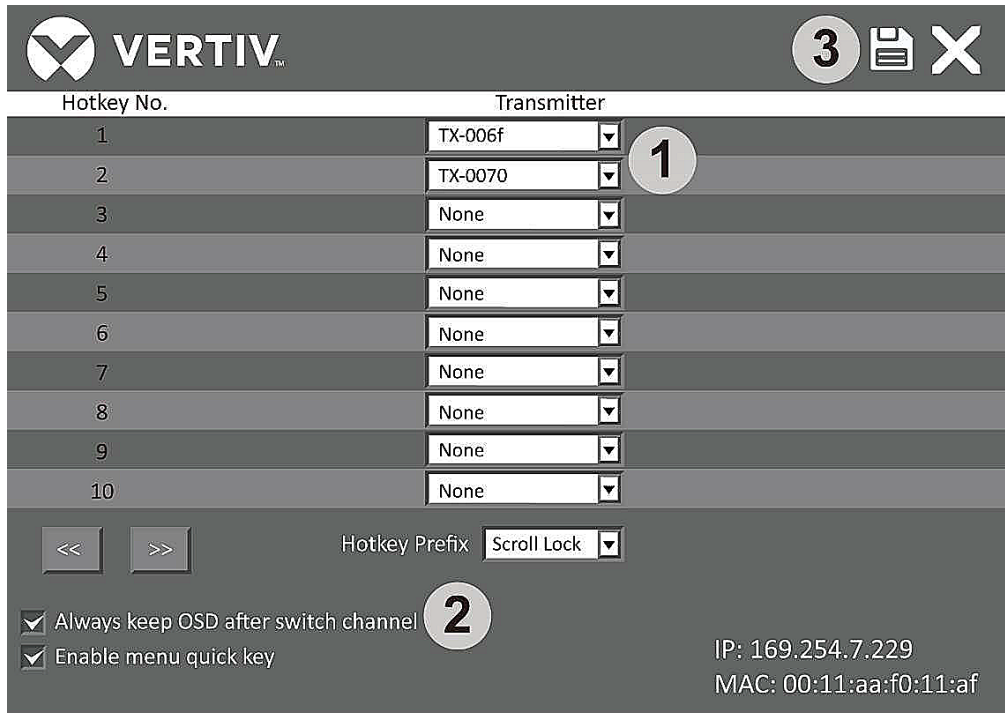 VERTIV™
3
Hotkey No. Transmitter
1 TX-006f
1
2 TX-0070
3 None
4 None
5 None
6 None
7 None
8 None
9 None
10 None
<< >> Hotkey Prefix Scroll Lock
Always keep OSD after switch channel 2
Enable menu quick key
IP: 169.254.7.229
MAC: 00:11:aa:f0:11:af